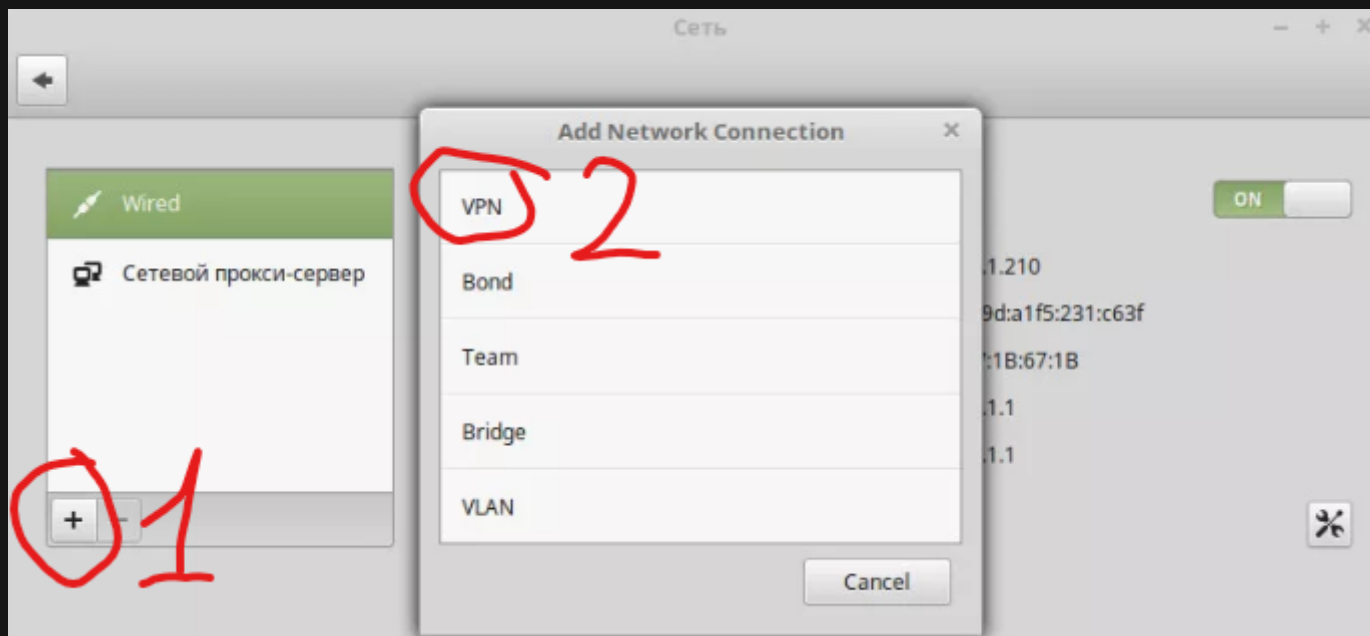 Сеть
Add Network Connection
Wired
Сетевой прокси-сервер
+
-
1
VPN
2
Bond
Team
Bridge
VLAN
Cancel
ON
.1.210
9d:a1f5:231:c63f
:1B:67:1B
.1.1
.1.1